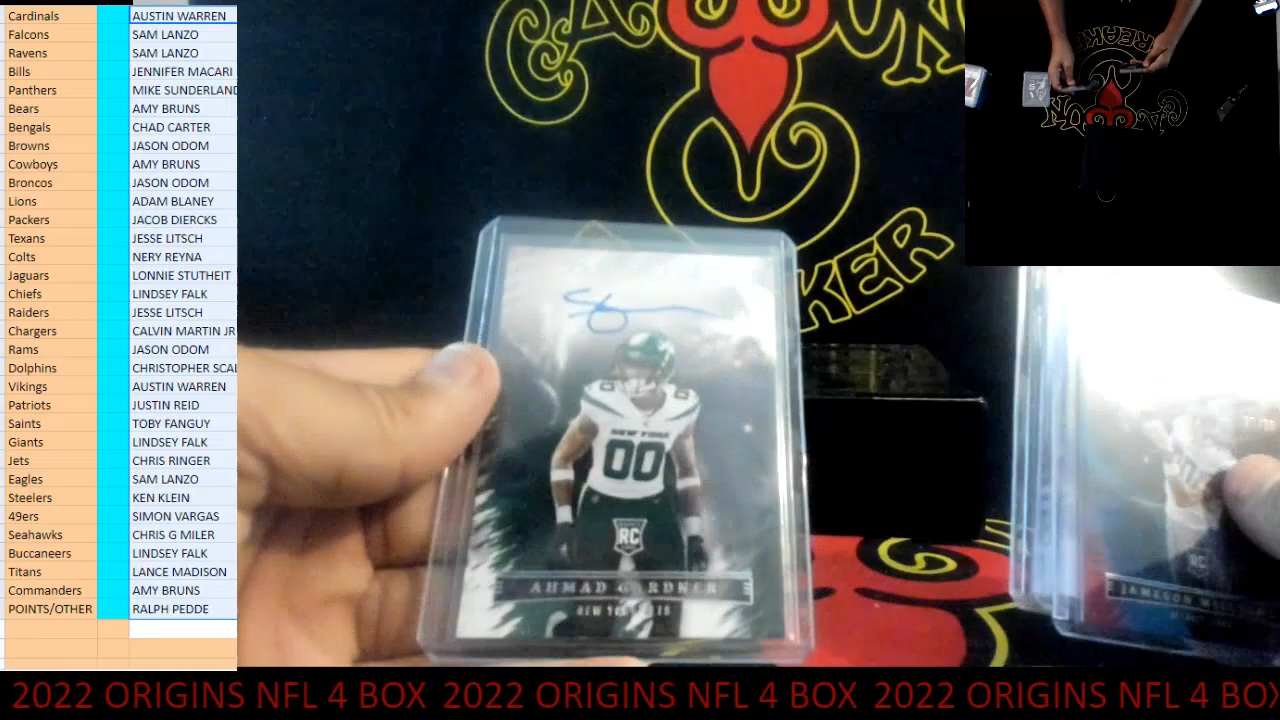 Cardinals AUSTIN WARREN
Falcons SAM LANZO
Ravens SAM LANZO
Bills JENNIFER MACARI
Panthers MIKE SUNDERLAND
Bears AMY BRUNS
Bengals CHAD CARTER
Browns JASON ODOM
Cowboys AMY BRUNS
Broncos JASON ODOM
Lions ADAM BLANEY
Packers JACOB DIERCKS
Texans JESSE LITSCH
Colts NERY REYNA
Jaguars LONNIE STUTHEIT
Chiefs LINDSEY FALK
Raiders JESSE LITSCH
Chargers CALVIN MARTIN JR
Rams JASON ODOM
Dolphins CHRISTOPHER SCAL
Vikings AUSTIN WARREN
Patriots JUSTIN REID
Saints TOBY FANGUY
Giants LINDSEY FALK
Jets CHRIS RINGER
Eagles SAM LANZO
Steelers KEN KLEIN
49ers SIMON VARGAS
Seahawks CHRIS G MILER
Buccaneers LINDSEY FALK
Titans LANCE MADISON
Commanders AMY BRUNS
POINTS/OTHER RALPH PEDDE
KER
NEW YORK
00
RC
AHMAD GARDNER
NEW YORK JETS
RC
JAMESON
2022 ORIGINS NFL 4 BOX 2022 ORIGINS NFL 4 BOX 2022 ORIGINS NFL 4 BOX